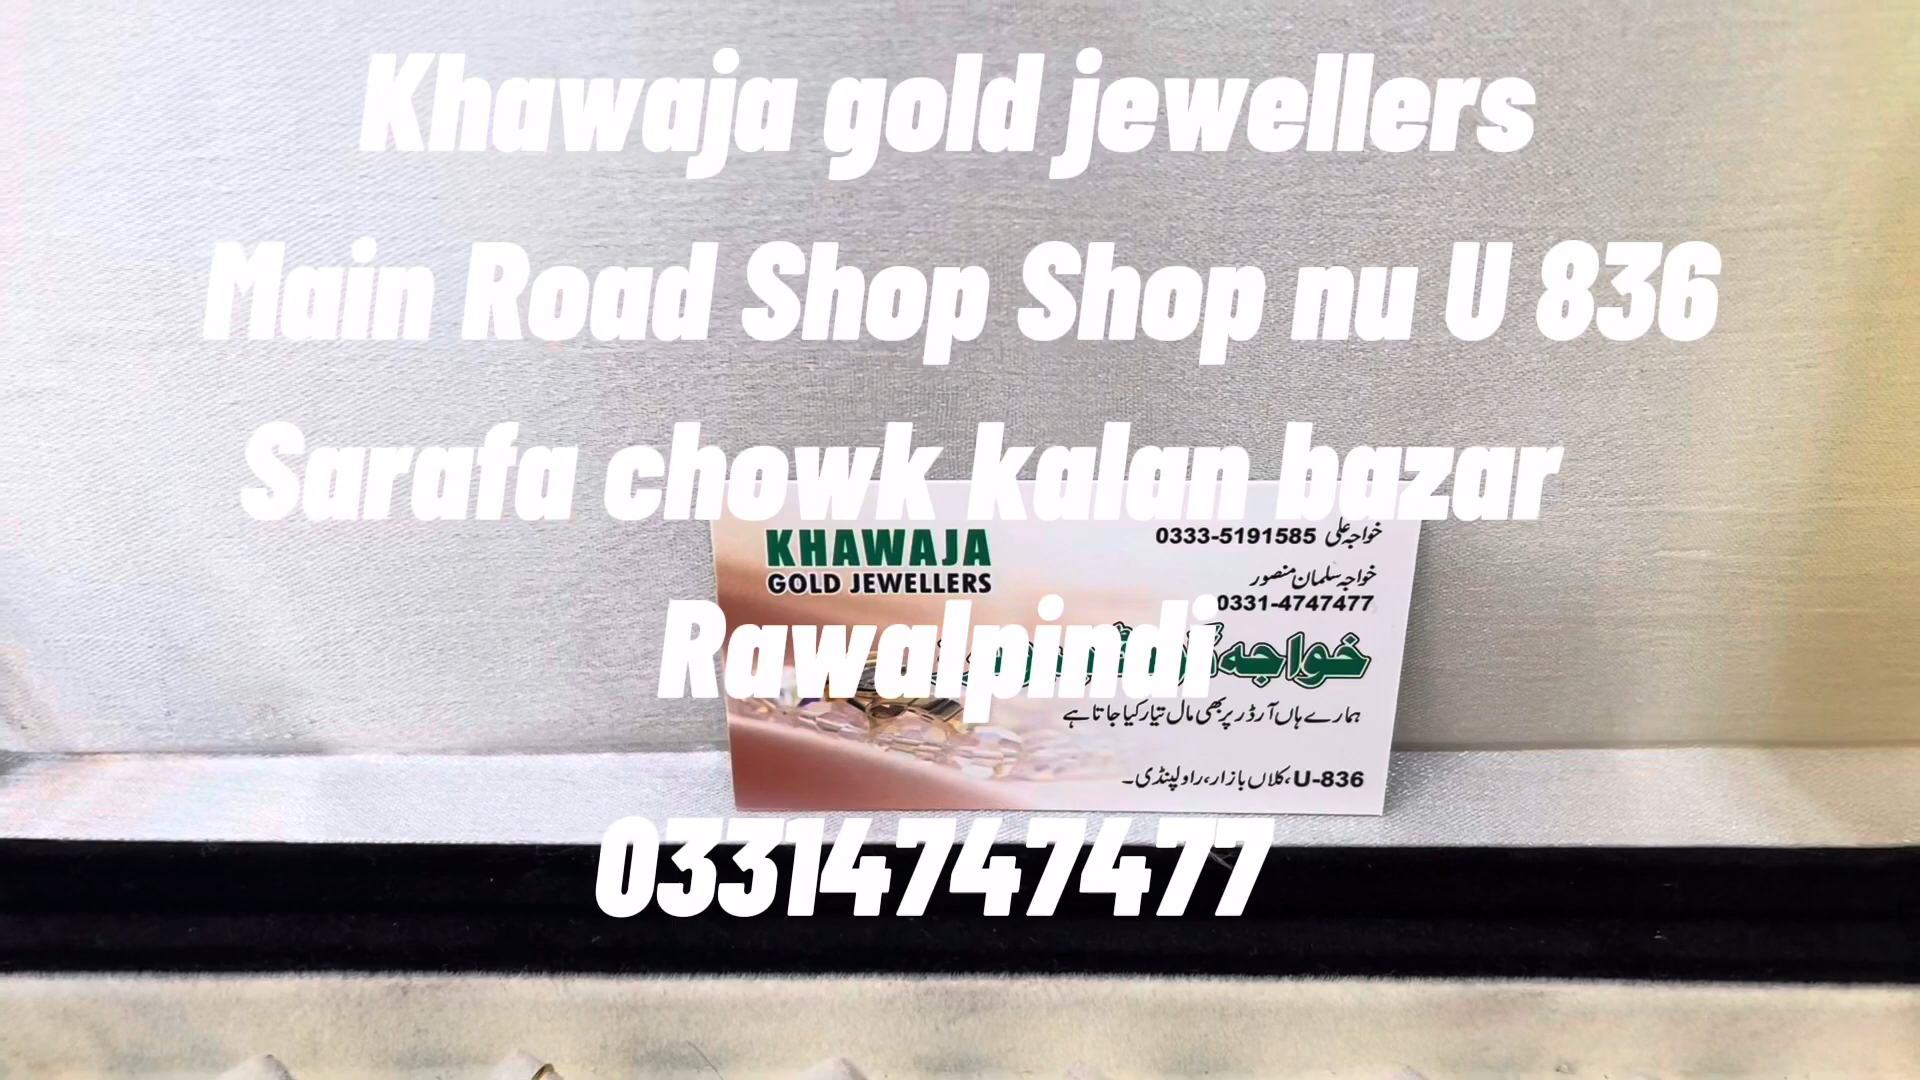 Khawaja gold jewellers
Main Road Shop Shop nu U 836
Sarafa chowk kalan bazar
Rawalpindi
03314747477
KHAWAJA
GOLD JEWELLERS
خواجہ علی 0333-5191585
خواجہ سلمان منصور
0331-4747477
خواجہ
ہمارے ہاں آرڈر پر بھی مال تیار کیا جاتا ہے
U-836، کلاں بازار، راولپنڈی۔